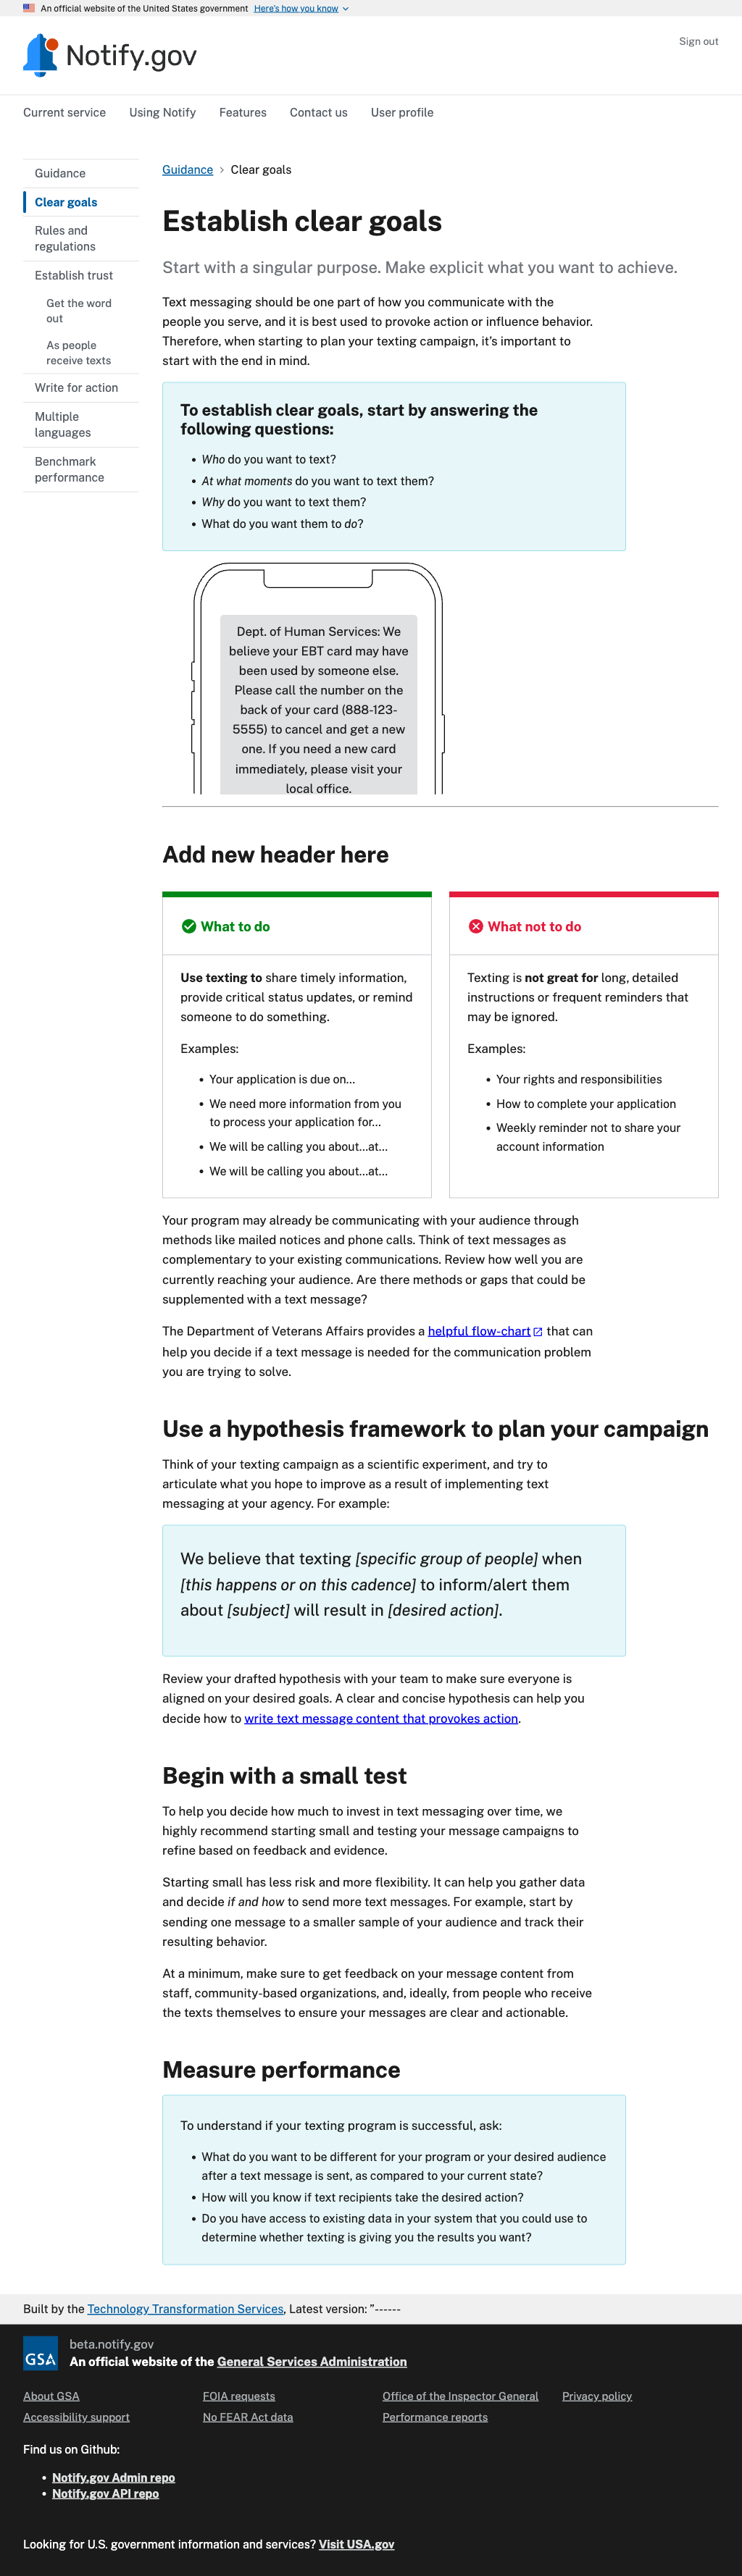 An official website of the United States government Here's how you know
Notify.gov
Sign out
Current service Using Notify Features Contact us User profile
Guidance
Clear goals
Rules and
regulations
Establish trust
Get the word
out
As people
receive texts
Write for action
Multiple
languages
Benchmark
performance
Guidance > Clear goals
Establish clear goals
Start with a singular purpose. Make explicit what you want to achieve.
Text messaging should be one part of how you communicate with the
people you serve, and it is best used to provoke action or influence behavior.
Therefore, when starting to plan your texting campaign, it's important to
start with the end in mind.
To establish clear goals, start by answering the
following questions:
• Who do you want to text?
• At what moments do you want to text them?
• Why do you want to text them?
• What do you want them to do?
Dept. of Human Services: We
believe your EBT card may have
been used by someone else.
Please call the number on the
back of your card (888-123-
5555) to cancel and get a new
one. If you need a new card
immediately, please visit your
local office.
Add new header here
What to do
Use texting to share timely information,
provide critical status updates, or remind
someone to do something.
Examples:
• Your application is due on...
• We need more information from you
to process your application for...
• We will be calling you about...at...
• We will be calling you about...at...
What not to do
Texting is not great for long, detailed
instructions or frequent reminders that
may be ignored.
Examples:
• Your rights and responsibilities
• How to complete your application
• Weekly reminder not to share your
account information
Your program may already be communicating with your audience through
methods like mailed notices and phone calls. Think of text messages as
complementary to your existing communications. Review how well you are
currently reaching your audience. Are there methods or gaps that could be
supplemented with a text message?
The Department of Veterans Affairs provides a helpful flow-chart that can
help you decide if a text message is needed for the communication problem
you are trying to solve.
Use a hypothesis framework to plan your campaign
Think of your texting campaign as a scientific experiment, and try to
articulate what you hope to improve as a result of implementing text
messaging at your agency. For example:
We believe that texting [specific group of people] when
[this happens or on this cadence] to inform/alert them
about [subject] will result in [desired action].
Review your drafted hypothesis with your team to make sure everyone is
aligned on your desired goals. A clear and concise hypothesis can help you
decide how to write text message content that provokes action.
Begin with a small test
To help you decide how much to invest in text messaging over time, we
highly recommend starting small and testing your message campaigns to
refine based on feedback and evidence.
Starting small has less risk and more flexibility. It can help you gather data
and decide if and how to send more text messages. For example, start by
sending one message to a smaller sample of your audience and track their
resulting behavior.
At a minimum, make sure to get feedback on your message content from
staff, community-based organizations, and, ideally, from people who receive
the texts themselves to ensure your messages are clear and actionable.
Measure performance
To understand if your texting program is successful, ask:
• What do you want to be different for your program or your desired audience
after a text message is sent, as compared to your current state?
• How will you know if text recipients take the desired action?
• Do you have access to existing data in your system that you could use to
determine whether texting is giving you the results you want?
Built by the Technology Transformation Services, Latest version: "------
GSA
beta.notify.gov
An official website of the General Services Administration
About GSA FOIA requests Office of the Inspector General Privacy policy
Accessibility support No FEAR Act data Performance reports
Find us on Github:
• Notify.gov Admin repo
• Notify.gov API repo
Looking for U.S. government information and services? Visit USA.gov